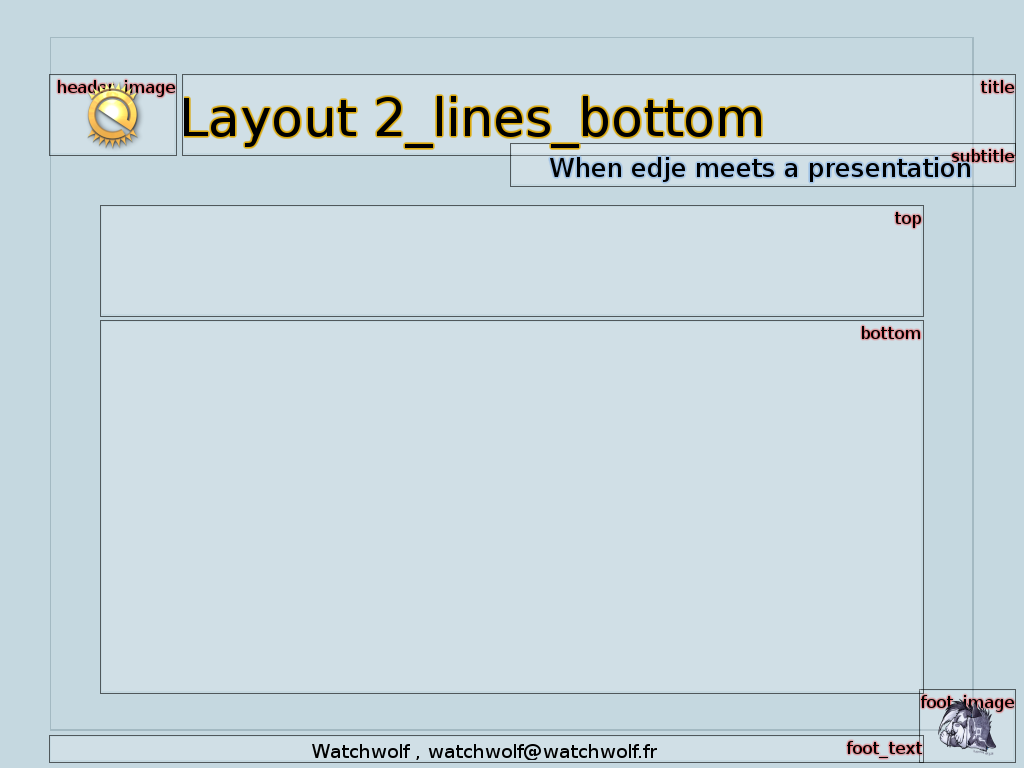 header_image
title
Layout 2_lines_bottom
subtitle
When edje meets a presentation
top
bottom
foot_image
foot_text
Watchwolf , watchwolf@watchwolf.fr